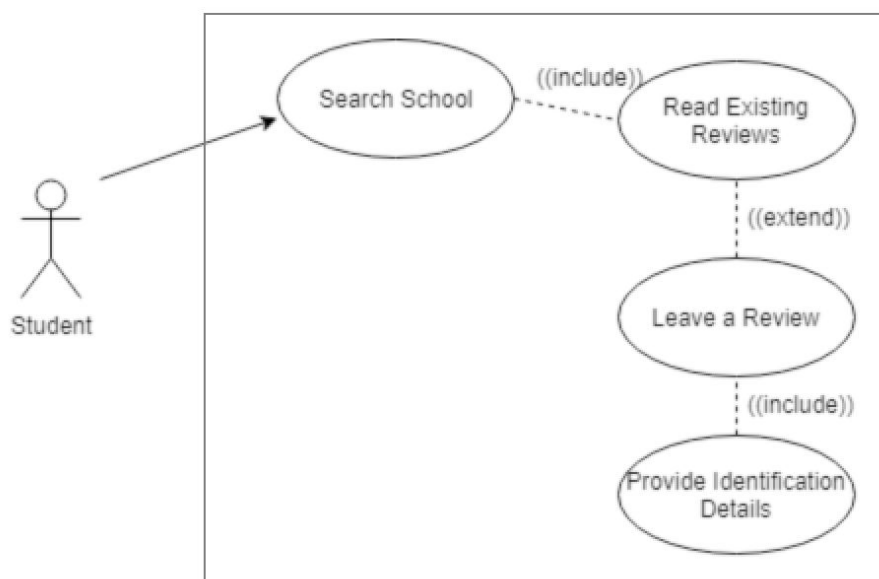 Search School
((include))
Read Existing
Reviews
((extend))
Student
Leave a Review
((include))
Provide Identification
Details